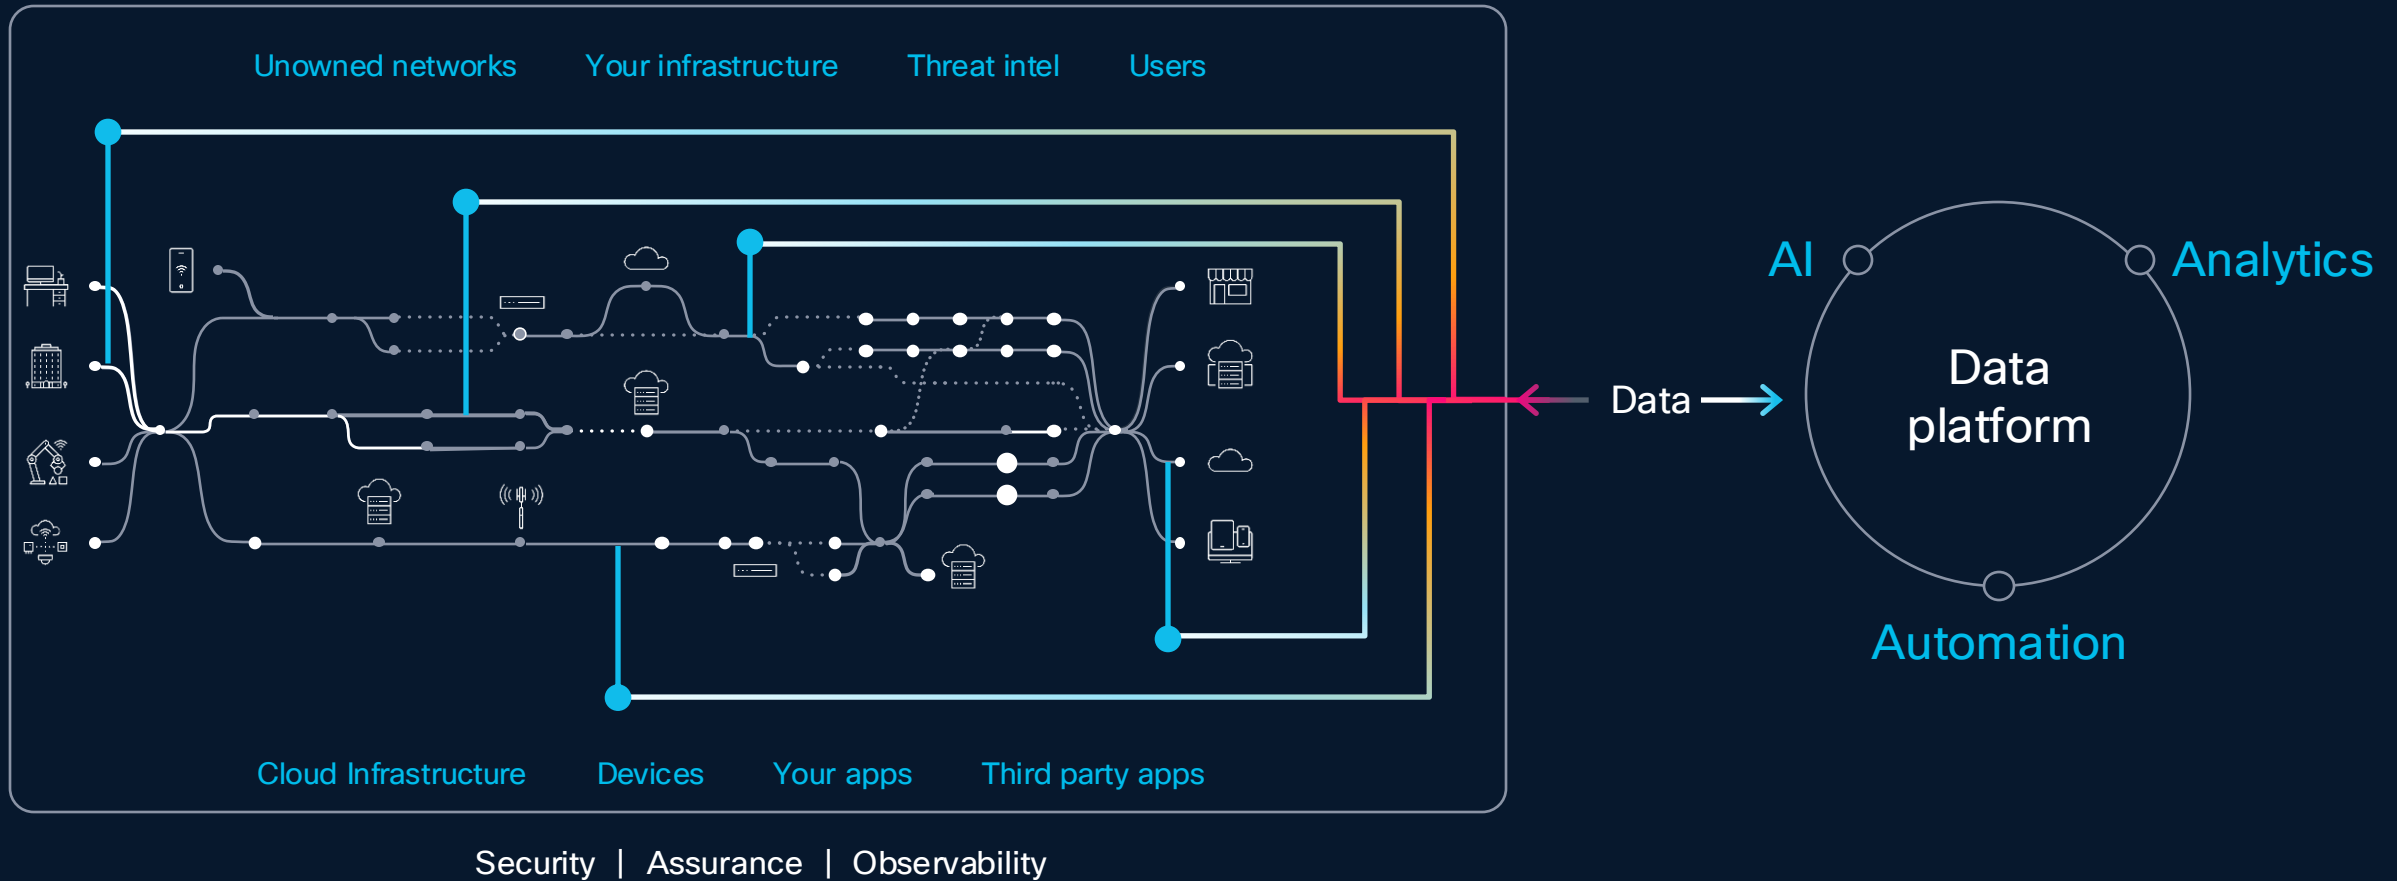 Unowned networks Your infrastructure Threat intel Users
AI
Analytics
Data
platform
Data
Automation
Cloud Infrastructure Devices Your apps Third party apps
Security | Assurance | Observability